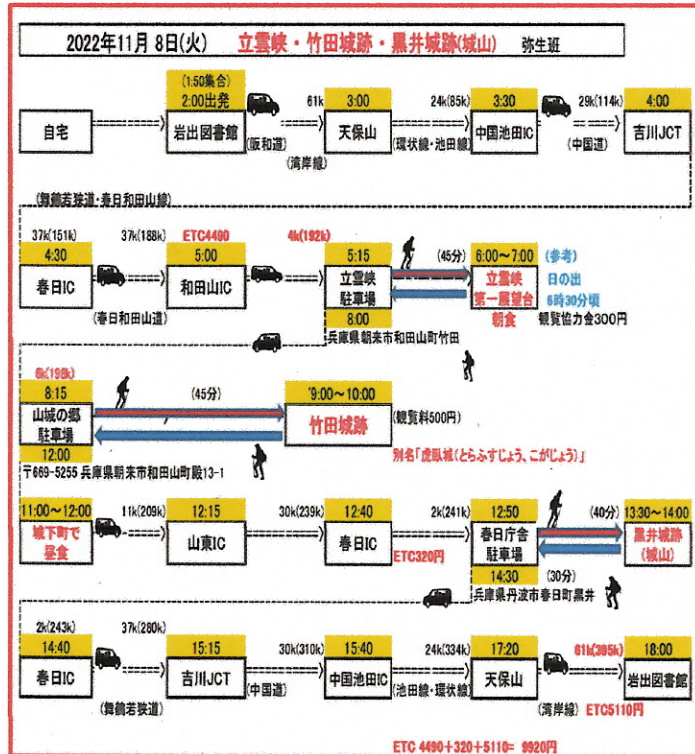 2022年11月 8日(火) 立雲峡・竹田城跡・黒井城跡(城山) 弥生班
(1:50集合)
2:00出発 61k 3:00 24k(85k) 3:30 29k(114k) 4:00
自宅 岩出図書館 天保山 中国池田IC 吉川JCT
(阪和道) (環状線・池田線) (中国道)
(湾岸線)
(舞鶴若狭道・春日和田山線)
37k(151k) 37k(188k) ETC4490 4k(192k)
4:30 5:00 5:15 (45分) 6:00～7:00 (参考)
春日IC 和田山IC 立雲峡 立雲峡 日の出
駐車場 第一展望台 6時30分頃
(春日和田山道) 朝食 観覧協力金300円
8:00
兵庫県朝来市和田山町竹田
6k(198k)
8:15 (45分) 9:00～10:00
山城の郷 竹田城跡 (観覧料500円)
駐車場
12:00 別名「虎臥城(とらふすじょう、こがじょう)」
〒669-5255 兵庫県朝来市和田山町殿13-1
11:00～12:00 11k(209k) 12:15 30k(239k) 12:40 2k(241k) 12:50 (40分) 13:30～14:00
城下町で 山東IC 春日IC 春日庁舎 黒井城跡
昼食 ETC320円 駐車場 (城山)
14:30 (30分)
兵庫県丹波市春日町黒井
2k(243k) 37k(280k)
14:40 15:15 30k(310k) 15:40 24k(334k) 17:20 61k(395k) 18:00
春日IC 吉川JCT 中国池田IC 天保山 岩出図書館
(舞鶴若狭道) (中国道) (池田線・環状線) (湾岸線) ETC5110円
ETC 4490+320+5110= 9920円